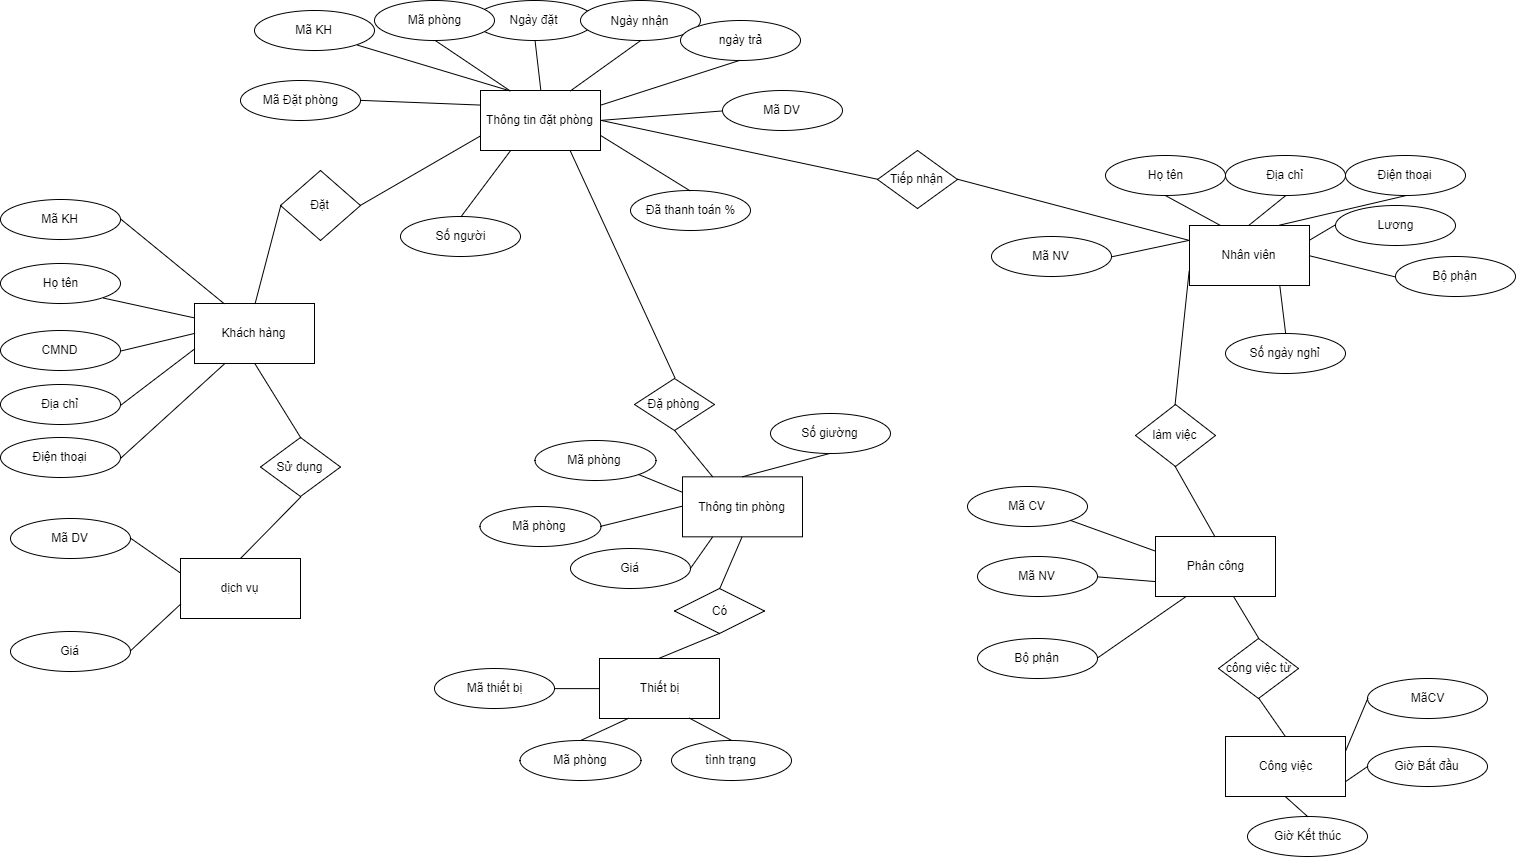 Mã KH
Mã phòng
Ngày đặt
Ngày nhận
ngày trả
Mã Đặt phòng
Thông tin đặt phòng
Mã DV
Tiếp nhận
Họ tên
Địa chỉ
Điện thoại
Lương
Mã NV
Nhân viên
Bộ phận
Số ngày nghỉ
Đặt
Số người
Đã thanh toán %
Mã KH
Họ tên
CMND
Địa chỉ
Điện thoại
Khách hàng
Sử dụng
Mã DV
dịch vụ
Giá
Đặ phòng
Số giường
Mã phòng
Mã phòng
Thông tin phòng
Giá
Có
Mã thiết bị
Thiết bị
Mã phòng
tình trạng
làm việc
Mã CV
Mã NV
Phân công
Bộ phận
công việc từ
MãCV
Công việc
Giờ Bắt đầu
Giờ Kết thúc